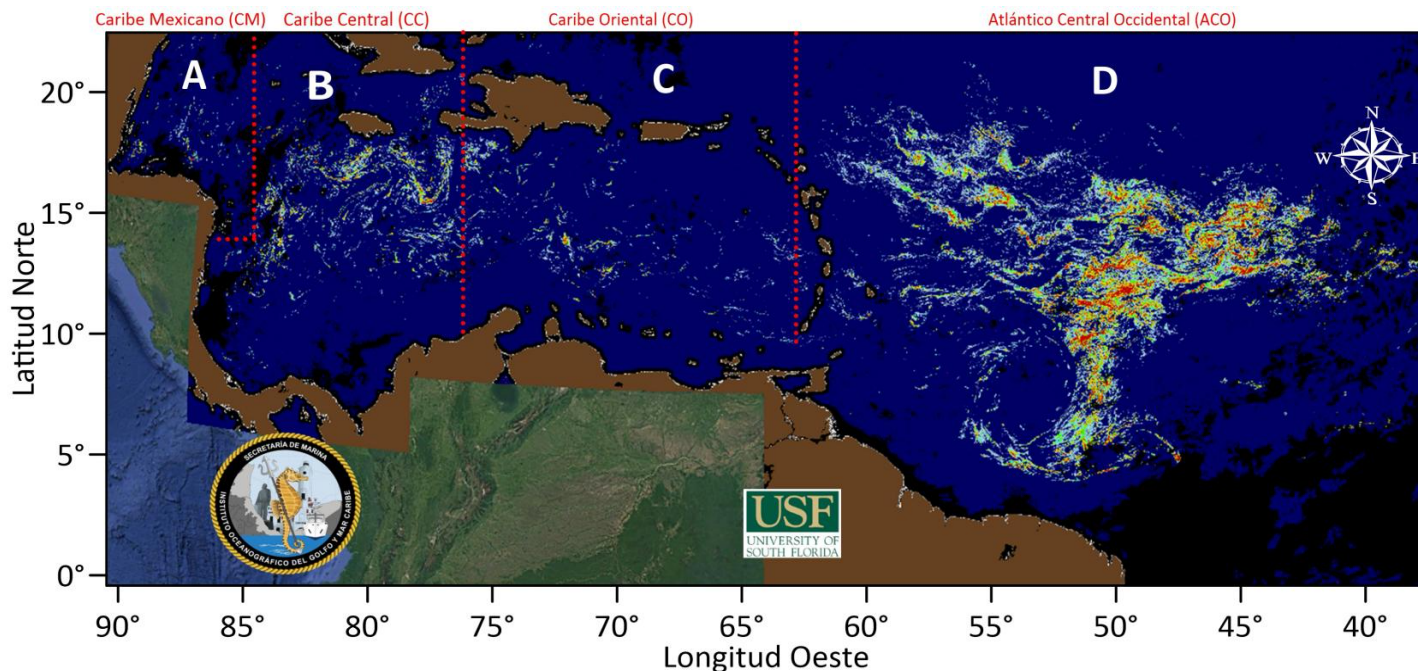 Caribe Mexicano (CM)
Caribe Central (CC)
Caribe Oriental (CO)
Atlántico Central Occidental (ACO)
A
B
C
D
N
W
E
S
Latitud Norte
20°
15°
10°
5°
0°
SECRETARÍA DE MARINA
INSTITUTO OCEANOGRÁFICO DEL GOLFO Y MAR CARIBE
USF
UNIVERSITY OF
SOUTH FLORIDA
90° 85° 80° 75° 70° 65° 60° 55° 50° 45° 40°
Longitud Oeste